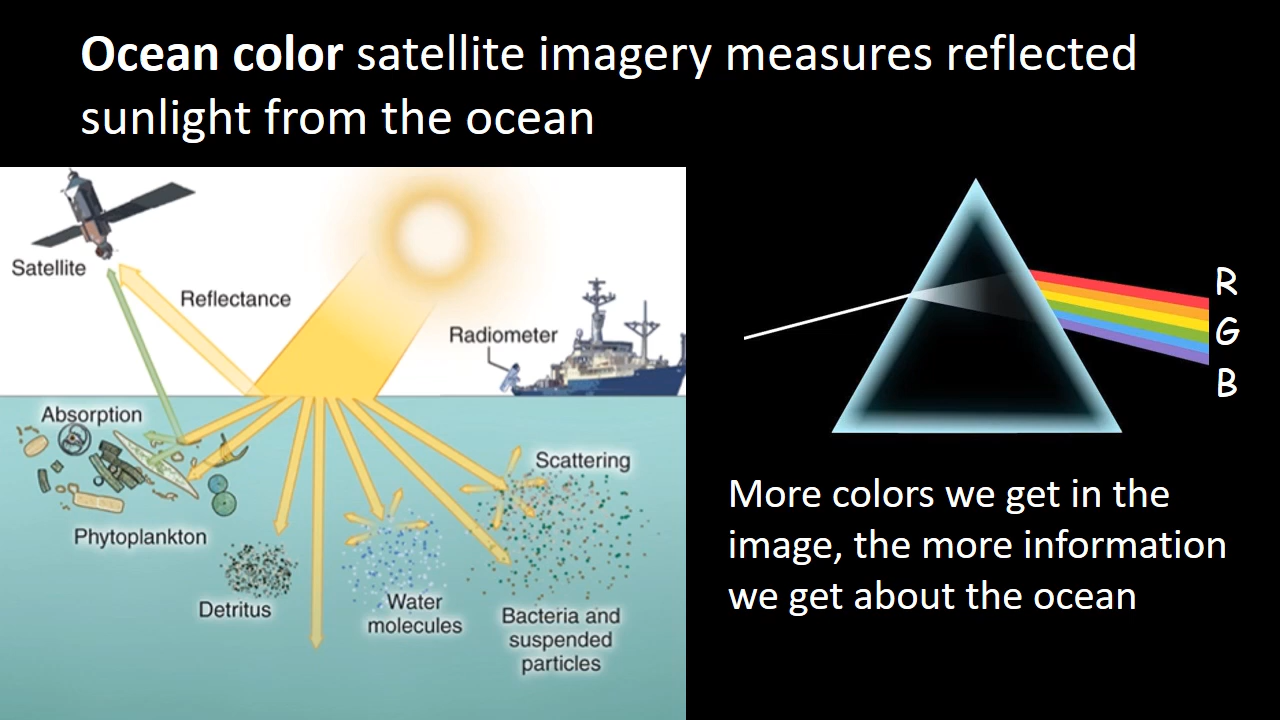 Ocean color satellite imagery measures reflected
sunlight from the ocean
Satellite
Reflectance
Radiometer
Absorption
Scattering
Phytoplankton
Detritus
Water
molecules
Bacteria and
suspended
particles
R
G
B
More colors we get in the
image, the more information
we get about the ocean